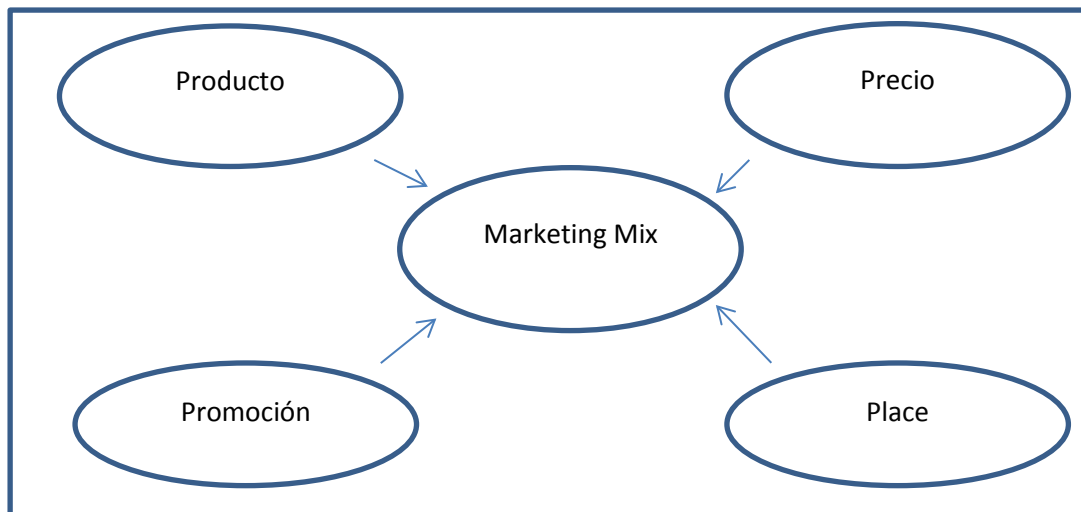 Producto
Precio
Marketing Mix
Promoción
Place